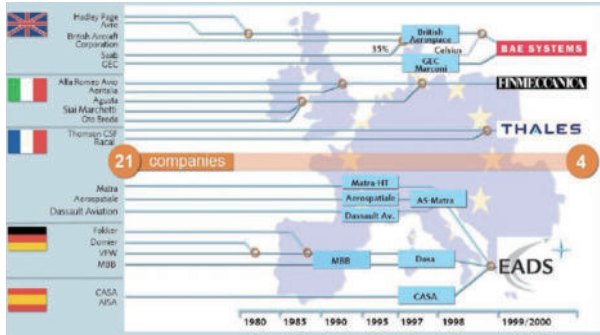 Hadley Page
Avro
British Aircraft
Corporation
Saab
GEC
35%
British
Aerospace
Celsius
GEC
Marconi
BAE SYSTEMS
Alfa Romeo Avio
Aeritalia
Agusta
Siai Marchetti
Oto Breda
FINMECCANICA
Thomson CSF
Racal
THALES
21 companies
4
Matra
Aerospatiale
Dassault Aviation
Matra-HT
Aerospatiale
Dassault Av.
AS-Matra
Fokker
Dornier
VFW
MBB
MBB
Dasa
EADS
CASA
AISA
CASA
1980 1985 1990 1995 1997 1998 1999/2000